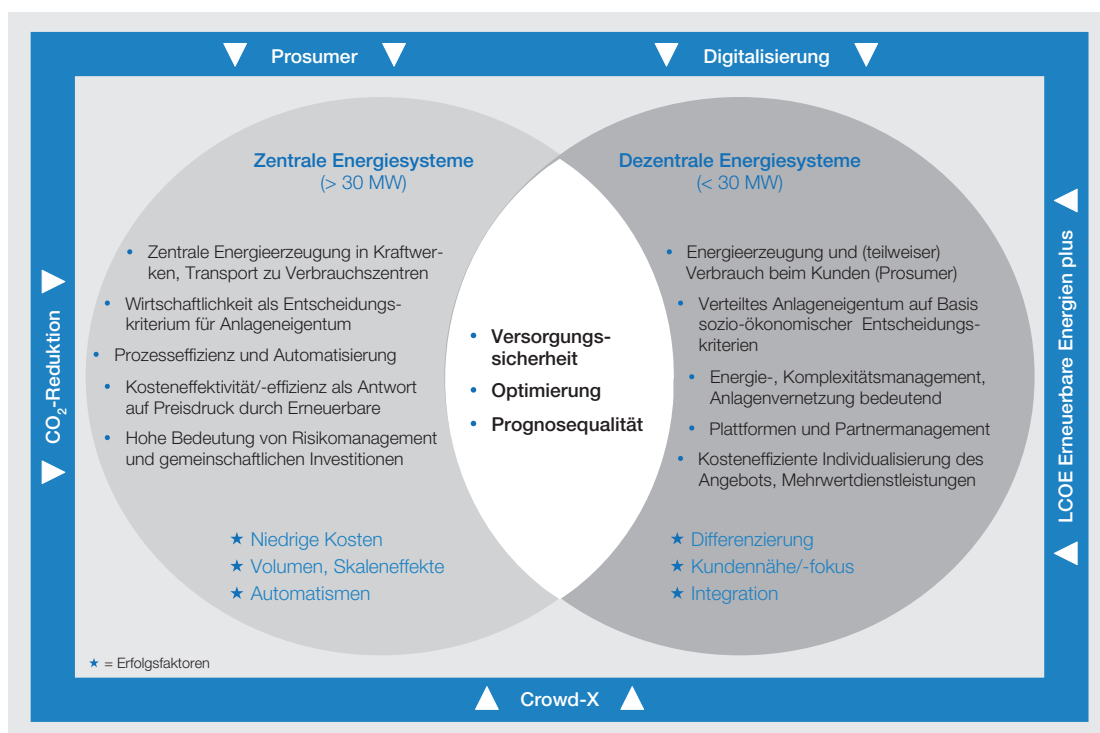 Prosumer
Digitalisierung
CO₂-Reduktion
Zentrale Energiesysteme
(> 30 MW)
• Zentrale Energieerzeugung in Kraftwer-
ken, Transport zu Verbrauchszentren
• Wirtschaftlichkeit als Entscheidungs-
kriterium für Anlageneigentum
• Prozesseffizienz und Automatisierung
• Kosteneffektivität/-effizienz als Antwort
auf Preisdruck durch Erneuerbare
• Hohe Bedeutung von Risikomanagement
und gemeinschaftlichen Investitionen
★ Niedrige Kosten
★ Volumen, Skaleneffekte
★ Automatismen
• Versorgungs-
sicherheit
• Optimierung
• Prognosequalität
Dezentrale Energiesysteme
(< 30 MW)
• Energieerzeugung und (teilweiser)
Verbrauch beim Kunden (Prosumer)
• Verteiltes Anlageneigentum auf Basis
sozio-ökonomischer Entscheidungs-
kriterien
• Energie-, Komplexitätsmanagement,
Anlagenvernetzung bedeutend
• Plattformen und Partnermanagement
• Kosteneffiziente Individualisierung des
Angebots, Mehrwertdienstleistungen
★ Differenzierung
★ Kundennähe/-fokus
★ Integration
LCOE Erneuerbare Energien plus
★ = Erfolgsfaktoren
Crowd-X